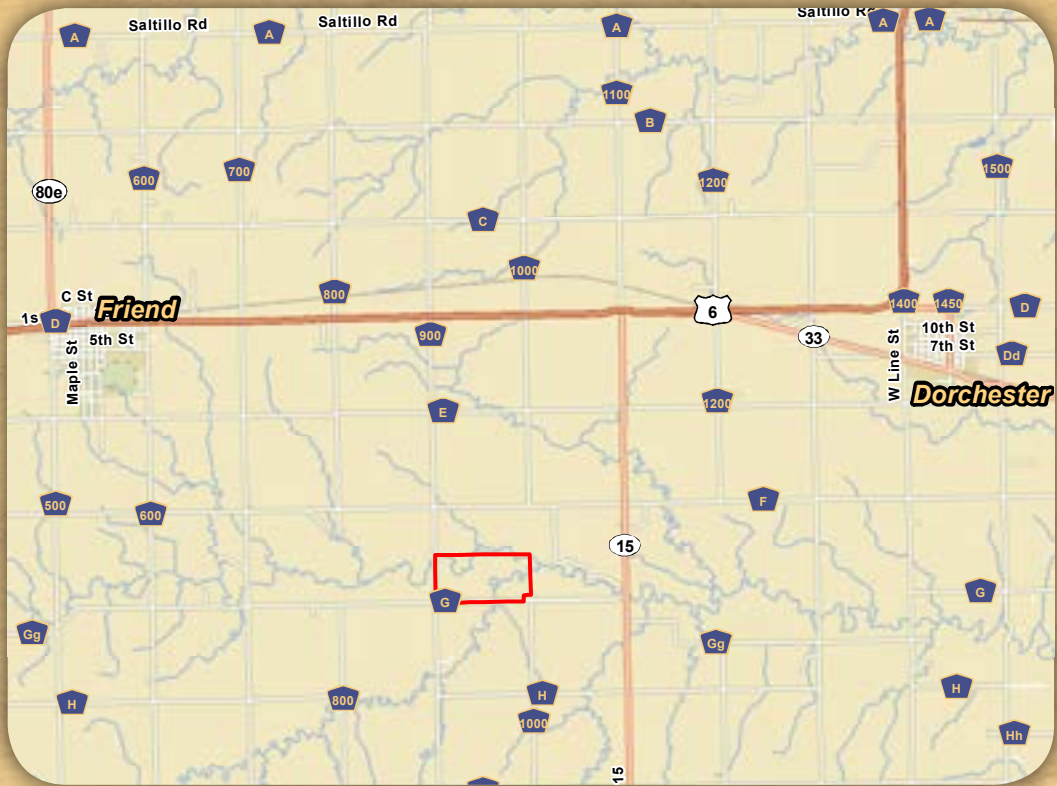 Saltillo Rd
Saltillo Rd
Saltillo Rd
A
A
A
A
A
1100
B
600
700
1200
1500
80e
C
1000
800
C St
Friend
1s
D
5th St
Maple St
900
6
33
1400
1450
D
10th St
7th St
W Line St
Dd
Dorchester
E
1200
500
600
F
15
G
G
Gg
Gg
H
800
H
1000
H
Hh
15